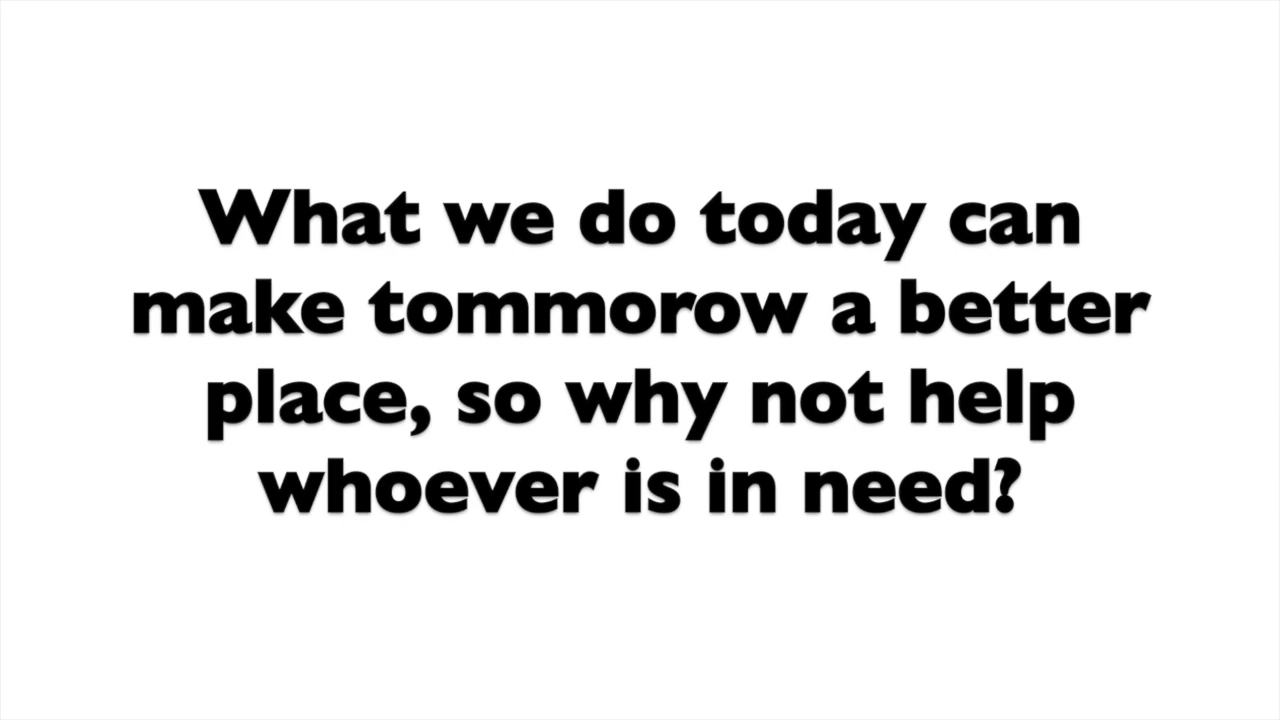 What we do today can
make tommorow a better
place, so why not help
whoever is in need?